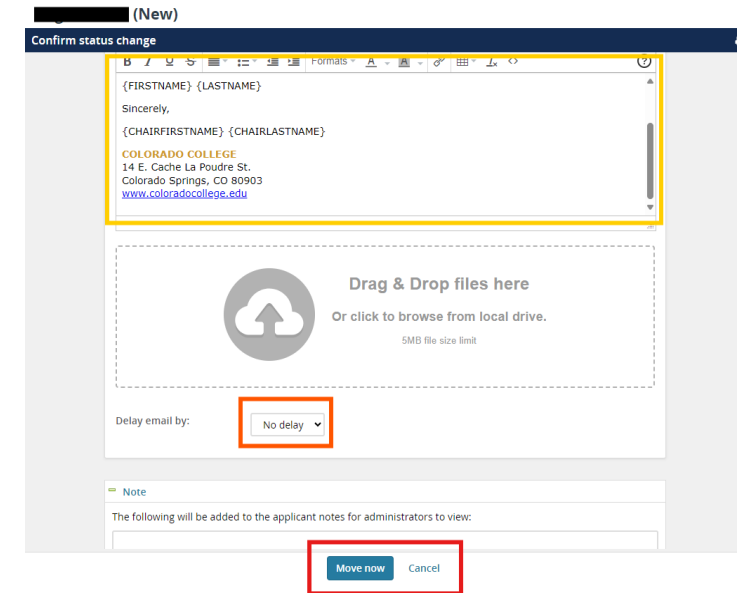 (New)
Confirm status change
B I U S Formats A A Ix <> ?
{FIRSTNAME} {LASTNAME}
Sincerely,
{CHAIRFIRSTNAME} {CHAIRLASTNAME}
COLORADO COLLEGE
14 E. Cache La Poudre St.
Colorado Springs, CO 80903
www.coloradocollege.edu
Drag & Drop files here
Or click to browse from local drive.
5MB file size limit
Delay email by:
No delay
Note
The following will be added to the applicant notes for administrators to view:
Move now Cancel